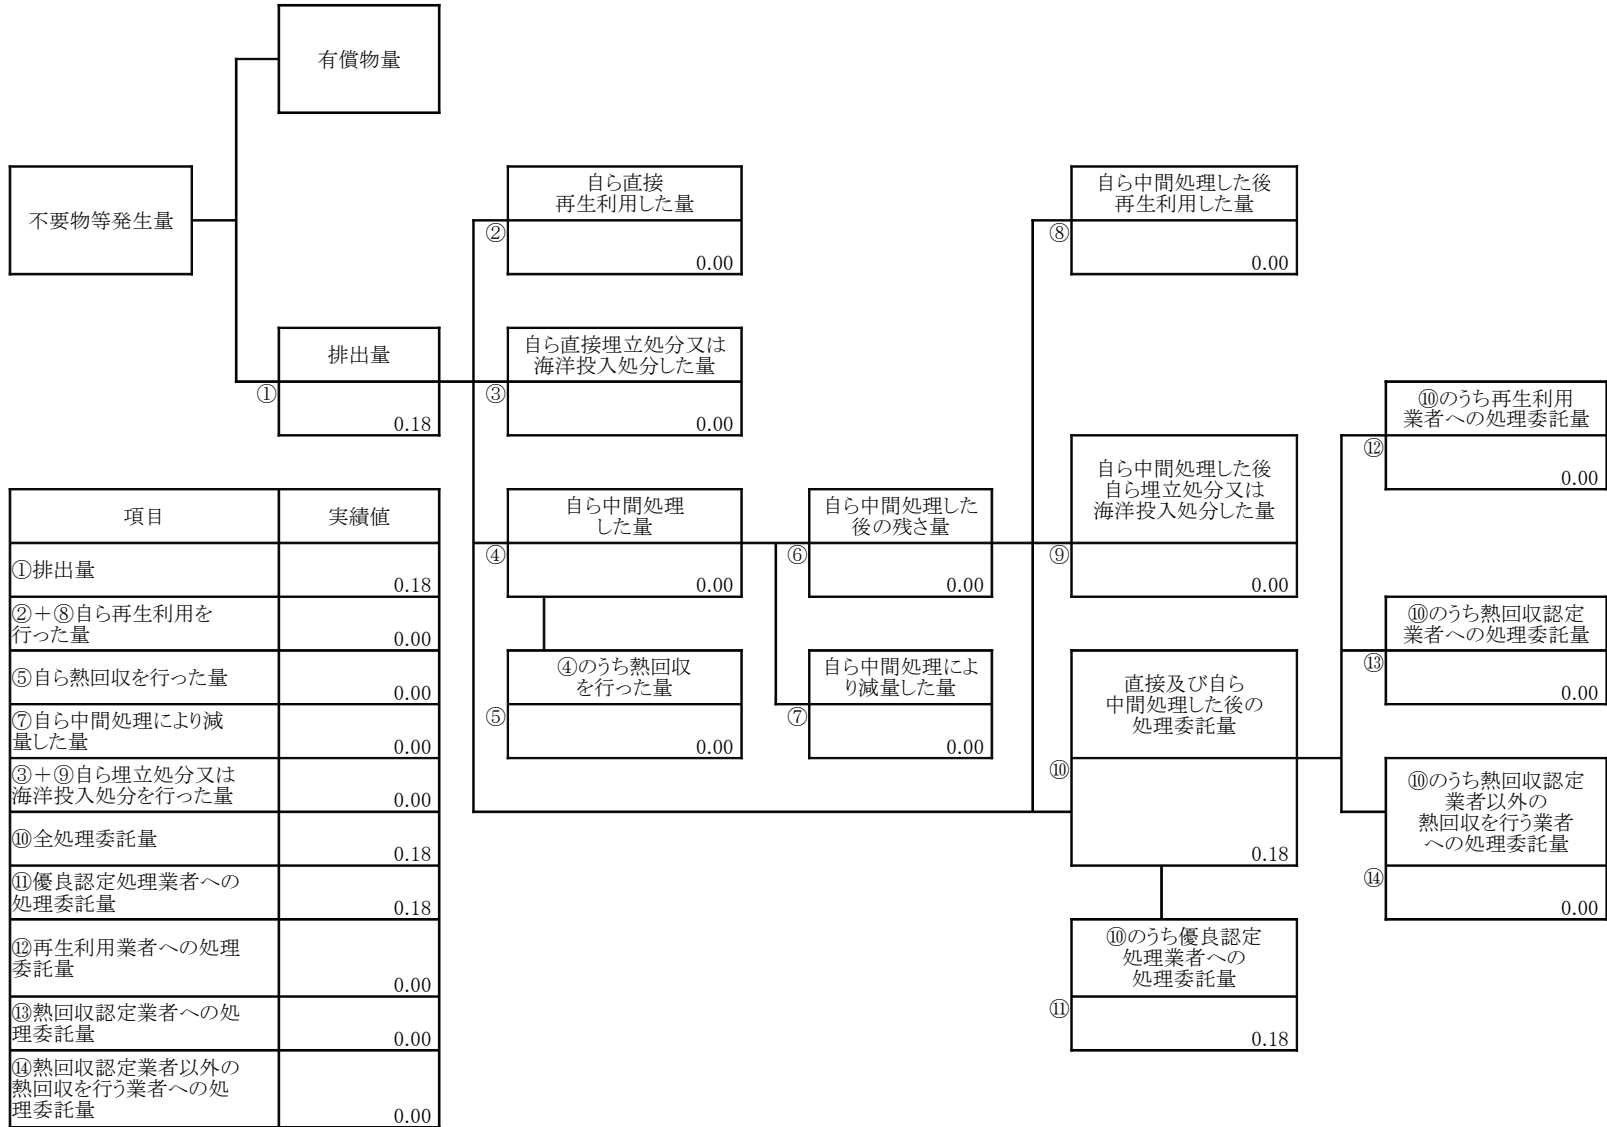 有償物量
不要物等発生量
自ら直接
再生利用した量
②
0.00
自ら中間処理した後
再生利用した量
⑧
0.00
排出量
①
0.18
自ら直接埋立処分又は
海洋投入処分した量
③
0.00
⑩のうち再生利用
業者への処理委託量
⑫
0.00
自ら中間処理した後
自ら埋立処分又は
海洋投入処分した量
⑨
0.00
自ら中間処理
した量
④
0.00
自ら中間処理した
後の残さ量
⑥
0.00
⑩のうち熱回収認定
業者への処理委託量
⑬
0.00
④のうち熱回収
を行った量
⑤
0.00
自ら中間処理によ
り減量した量
⑦
0.00
直接及び自ら
中間処理した後の
処理委託量
⑩
0.18
⑩のうち熱回収認定
業者以外の
熱回収を行う業者
への処理委託量
⑭
0.00
⑩のうち優良認定
処理業者への
処理委託量
⑪
0.18
項目
実績値
①排出量
0.18
②＋⑧自ら再生利用を
行った量
0.00
⑤自ら熱回収を行った量
0.00
⑦自ら中間処理により減
量した量
0.00
③＋⑨自ら埋立処分又は
海洋投入処分を行った量
0.00
⑩全処理委託量
0.18
⑪優良認定処理業者への
処理委託量
0.18
⑫再生利用業者への処理
委託量
0.00
⑬熱回収認定業者への処
理委託量
0.00
⑭熱回収認定業者以外の
熱回収を行う業者への処
理委託量
0.00